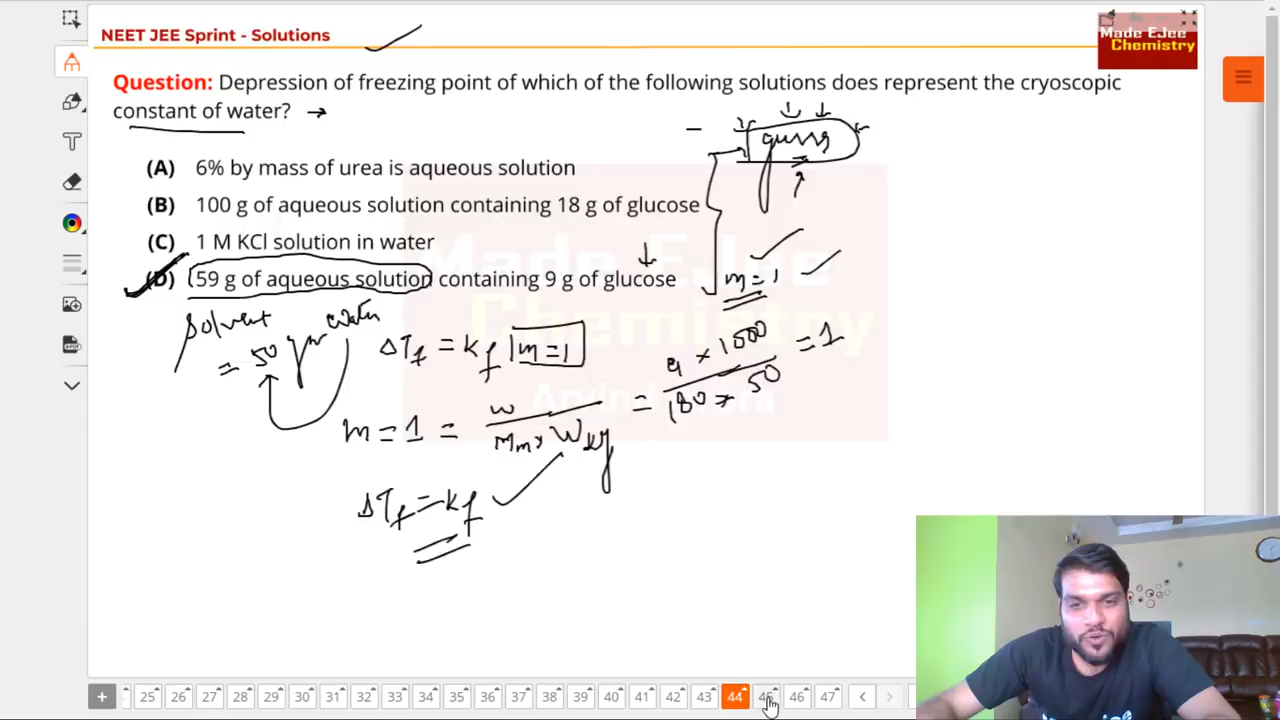 NEET JEE Sprint - Solutions
Made EJee
Chemistry
Question: Depression of freezing point of which of the following solutions does represent the cryoscopic
constant of water? →
(A) 6% by mass of urea is aqueous solution
(B) 100 g of aqueous solution containing 18 g of glucose
(C) 1 M KCl solution in water
(D) 59 g of aqueous solution containing 9 g of glucose
m = 1
Solvent
= 50 gm water
ΔTf = kf m = 1
m = 1 = w / Mm × W kg = 9 × 1000 / 180 × 50 = 1
ΔTf = kf
Made EJee
Chemistry
+ 25 26 27 28 29 30 31 32 33 34 35 36 37 38 39 40 41 42 43 44 45 46 47 < >